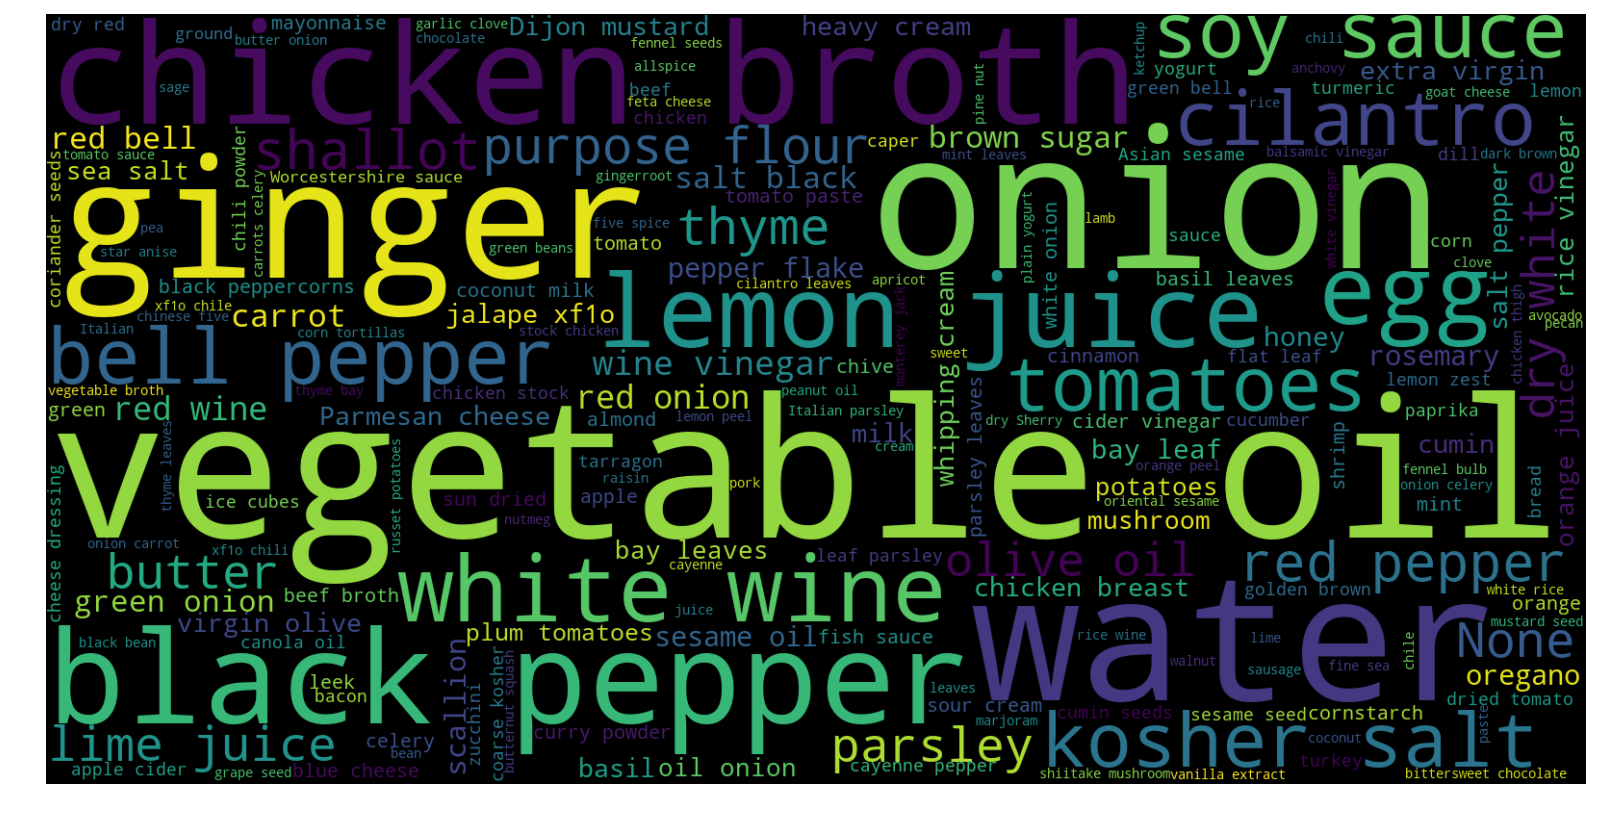 dry red
mayonnaise
garlic clove
Dijon mustard
heavy cream
soy sauce
ground
butter onion
chocolate
fennel seeds
chili
ketchup
chicken broth
allspice
yogurt
anchovy
extra virgin
sage
beef
feta cheese
chicken
pine nut
green bell
turmeric
goat cheese
lemon
rice
cilantro
red bell
chili powder
shallot
purpose flour
caper
brown sugar
tomato sauce
sea salt
Worcestershire sauce
gingerroot
salt black
mint leaves
Asian sesame
balsamic vinegar
dill
dark brown
rice vinegar
coriander seeds
ginger
carrots celery
tomato paste
onion
white vinegar
salt pepper
dry white
pea
star anise
five spice
green beans
tomato
thyme
lamb
plain yogurt
white onion
sauce
corn
clove
black peppercorns
coconut milk
pepper flake
cilantro leaves
apricot
basil leaves
egg
xf1o chile
chinese five
carrot
jalape xf1o
lemon juice
whipping cream
monterey jack
honey
avocado
pecan
Italian
corn tortillas
stock chicken
bell pepper
wine vinegar
chive
sweet
cinnamon
flat leaf
rosemary
chicken thigh
vegetable broth
thyme bay
chicken stock
red onion
peanut oil
tomatoes
lemon zest
green
red wine
Parmesan cheese
almond
lemon peel
Italian parsley
milk
cream
dry Sherry
cider vinegar
cucumber
paprika
orange juice
thyme leaves
vegetable oil
tarragon
raisin
apple
pork
parsley leaves
bay leaf
orange peel
potatoes
oriental sesame
mushroom
shrimp
cumin
fennel bulb
onion celery
mint
bread
ice cubes
russet potatoes
sun dried
nutmeg
cheese dressing
onion carrot
xf1o chili
bay leaves
cayenne
leaf parsley
olive oil
red pepper
butter
green onion
beef broth
white wine
juice
chicken breast
golden brown
white rice
orange
mustard seed
virgin olive
canola oil
black bean
plum tomatoes
sesame oil
fish sauce
water
rice wine
walnut
lime
sausage
fine sea
chile
None
oregano
black pepper
leek
bacon
scallion
zucchini
coarse kosher
butternut squash
leaves
sour cream
marjoram
cumin seeds
sesame seed
cornstarch
dried tomato
paste
lime juice
celery
bean
curry powder
parsley
kosher salt
coconut
turkey
apple cider
grape seed
blue cheese
basil
oil onion
cayenne pepper
shiitake mushroom
vanilla extract
bittersweet chocolate